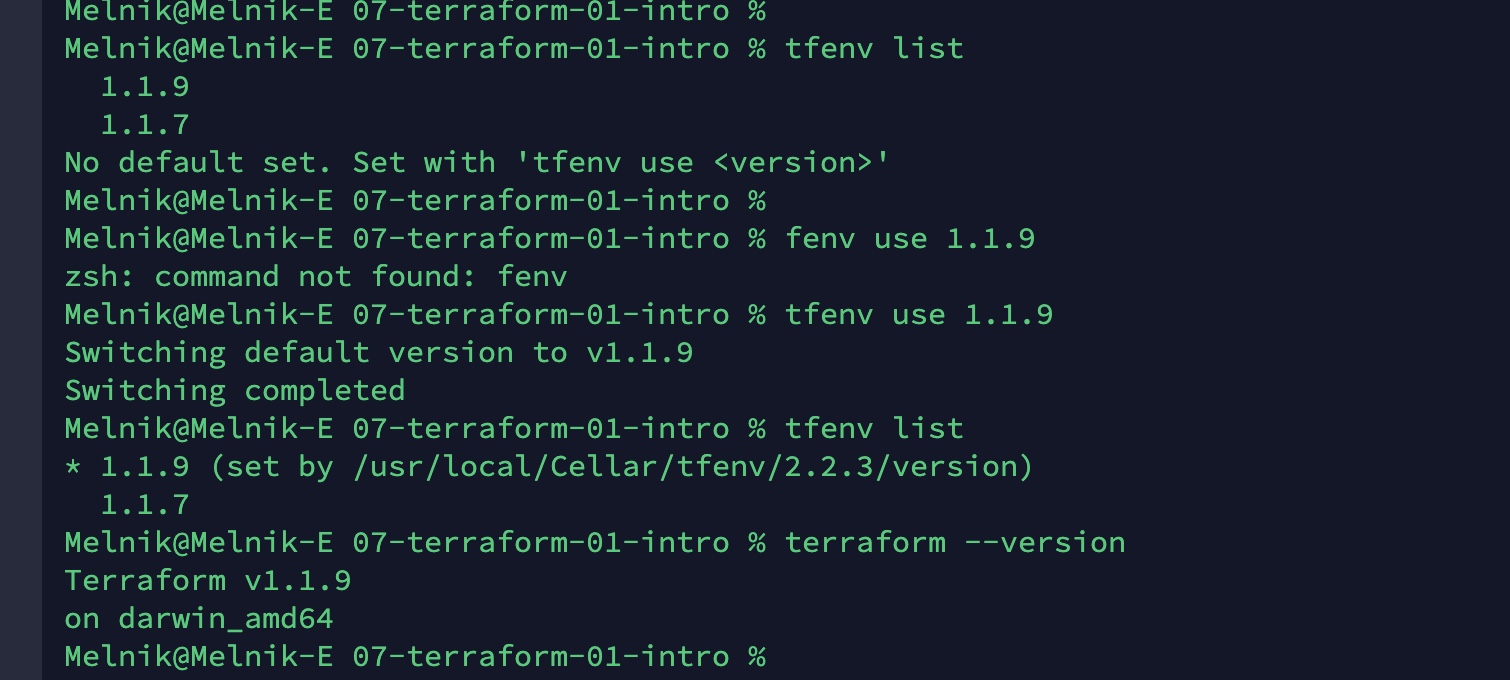 Melnik@Melnik-E 07-terraform-01-intro %
Melnik@Melnik-E 07-terraform-01-intro % tfenv list
  1.1.9
  1.1.7
No default set. Set with 'tfenv use <version>'
Melnik@Melnik-E 07-terraform-01-intro %
Melnik@Melnik-E 07-terraform-01-intro % fenv use 1.1.9
zsh: command not found: fenv
Melnik@Melnik-E 07-terraform-01-intro % tfenv use 1.1.9
Switching default version to v1.1.9
Switching completed
Melnik@Melnik-E 07-terraform-01-intro % tfenv list
* 1.1.9 (set by /usr/local/Cellar/tfenv/2.2.3/version)
  1.1.7
Melnik@Melnik-E 07-terraform-01-intro % terraform --version
Terraform v1.1.9
on darwin_amd64
Melnik@Melnik-E 07-terraform-01-intro %